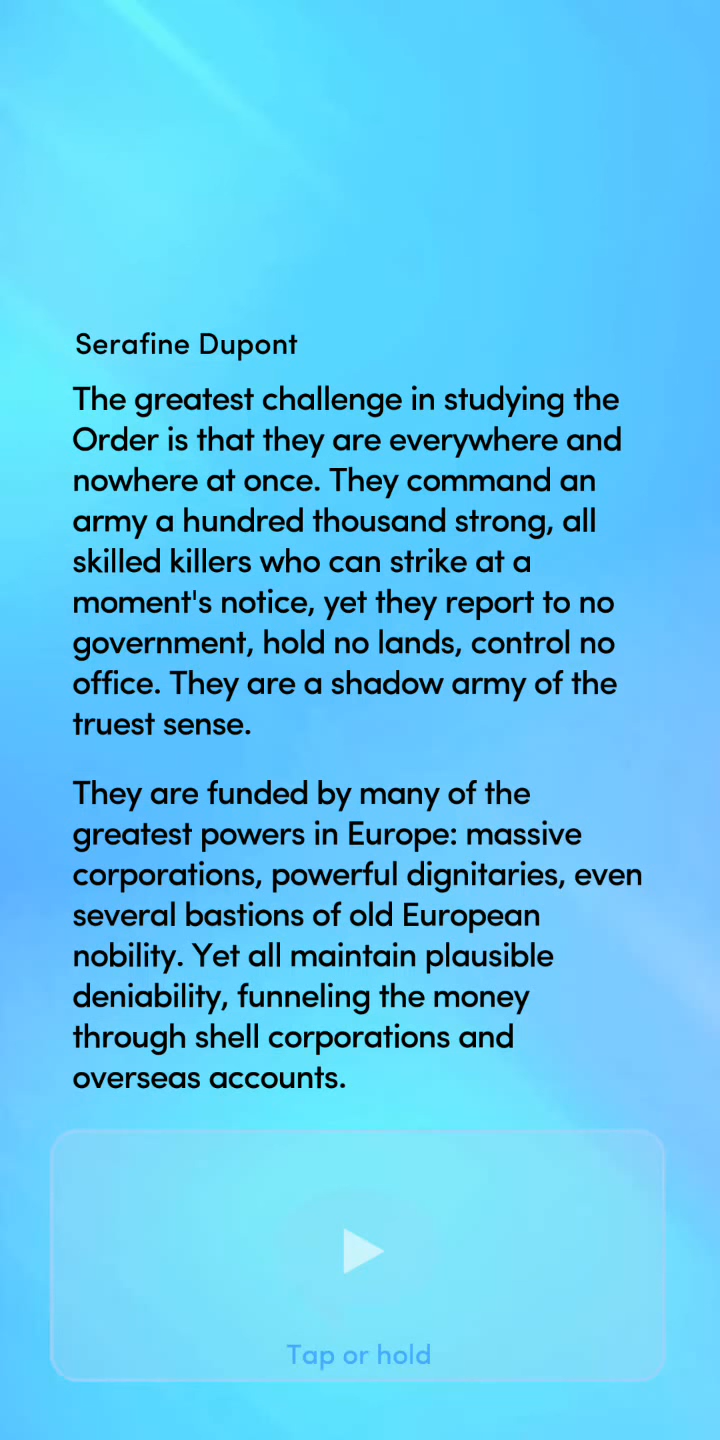 Serafine Dupont
The greatest challenge in studying the
Order is that they are everywhere and
nowhere at once. They command an
army a hundred thousand strong, all
skilled killers who can strike at a
moment's notice, yet they report to no
government, hold no lands, control no
office. They are a shadow army of the
truest sense.
They are funded by many of the
greatest powers in Europe: massive
corporations, powerful dignitaries, even
several bastions of old European
nobility. Yet all maintain plausible
deniability, funneling the money
through shell corporations and
overseas accounts.
Tap or hold